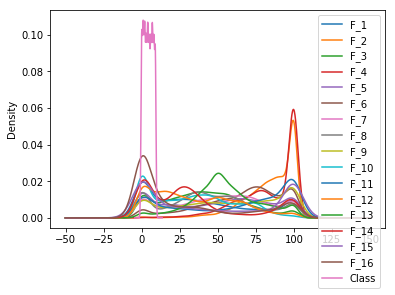 0.10
0.08
0.06
0.04
0.02
0.00
Density
−50
−25
0
25
50
75
100
125
150
F_1
F_2
F_3
F_4
F_5
F_6
F_7
F_8
F_9
F_10
F_11
F_12
F_13
F_14
F_15
F_16
Class